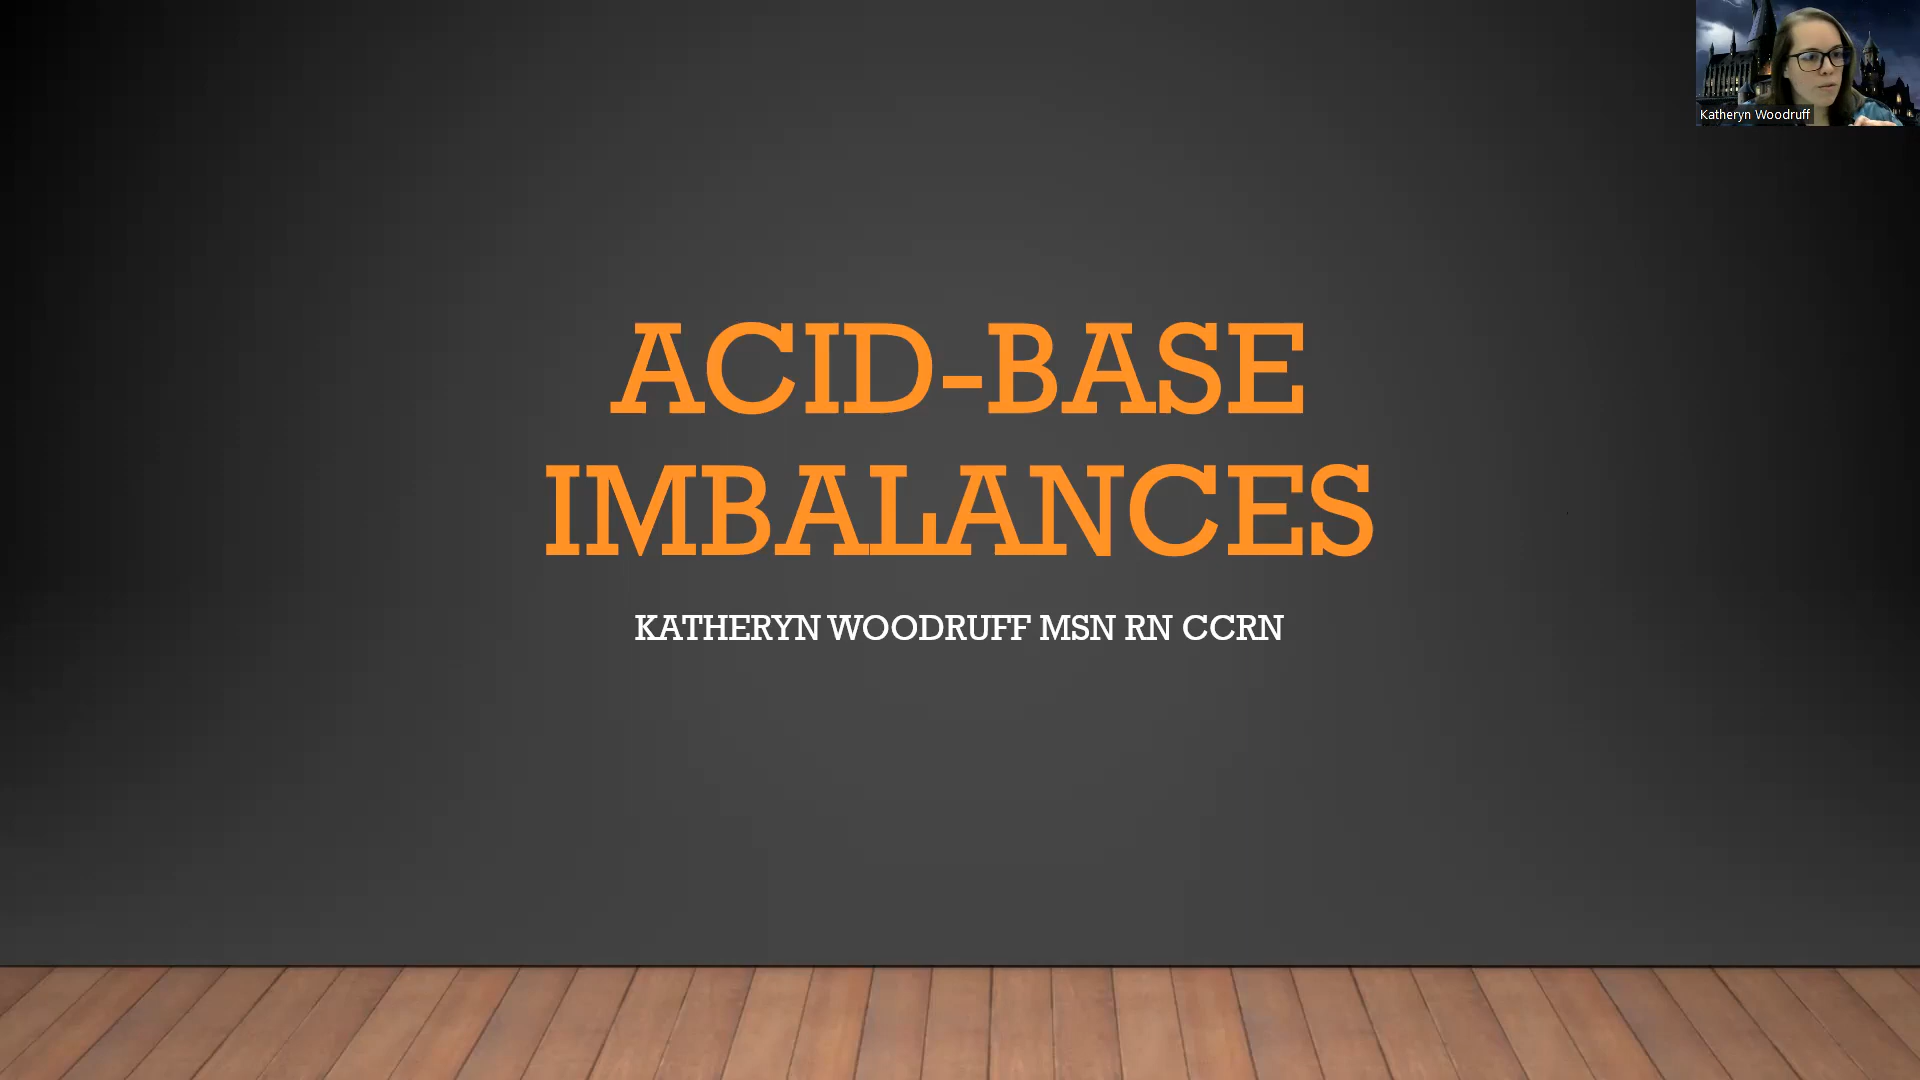 Katheryn Woodruff
ACID-BASE
IMBALANCES
KATHERYN WOODRUFF MSN RN CCRN